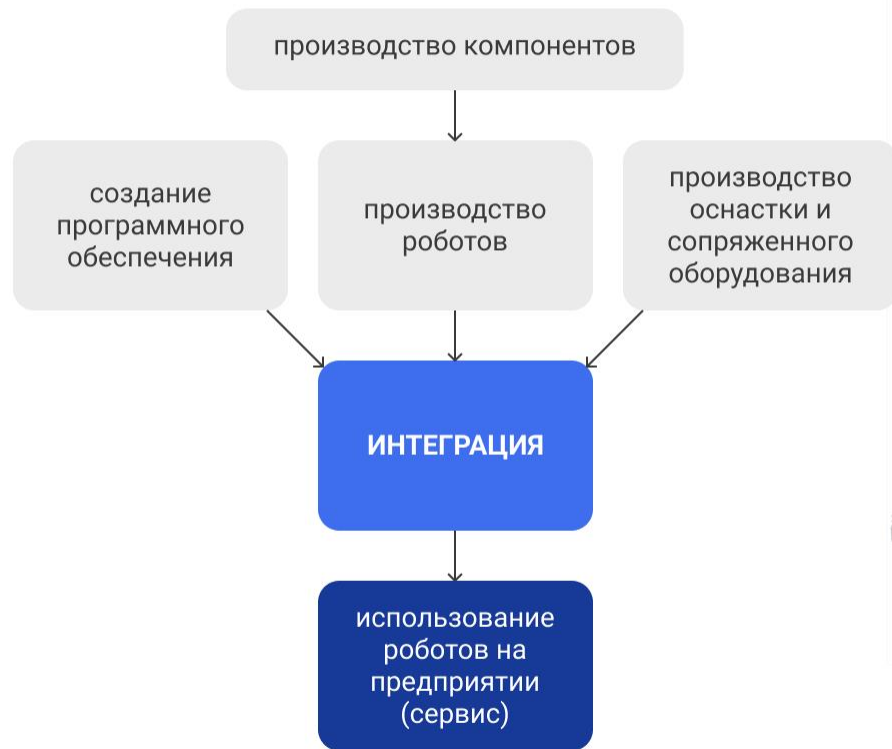 производство компонентов
создание
программного
обеспечения
производство
роботов
производство
оснастки и
сопряженного
оборудования
ИНТЕГРАЦИЯ
использование
роботов на
предприятии
(сервис)